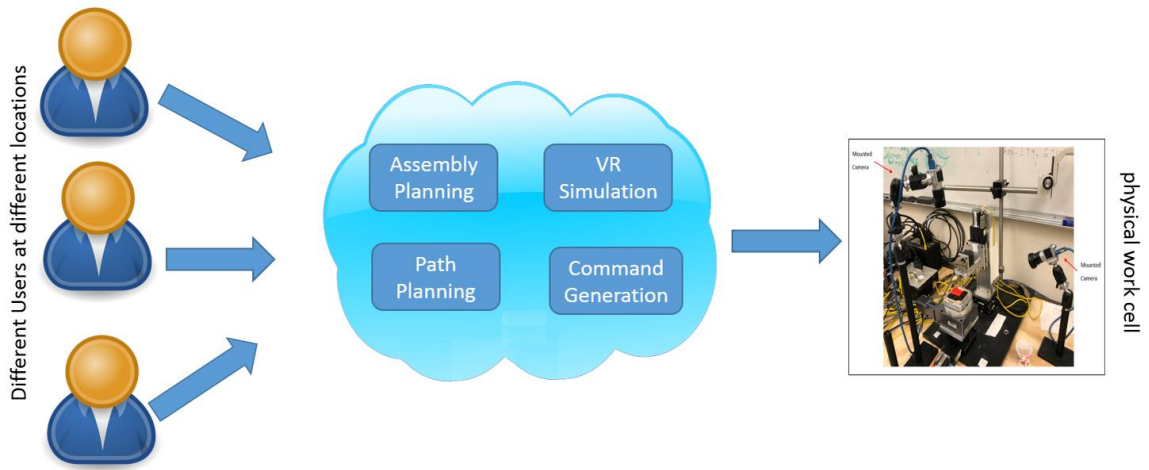 Different Users at different locations
Assembly
Planning
VR
Simulation
Path
Planning
Command
Generation
Mounted
Camera
Mounted
Camera
physical work cell